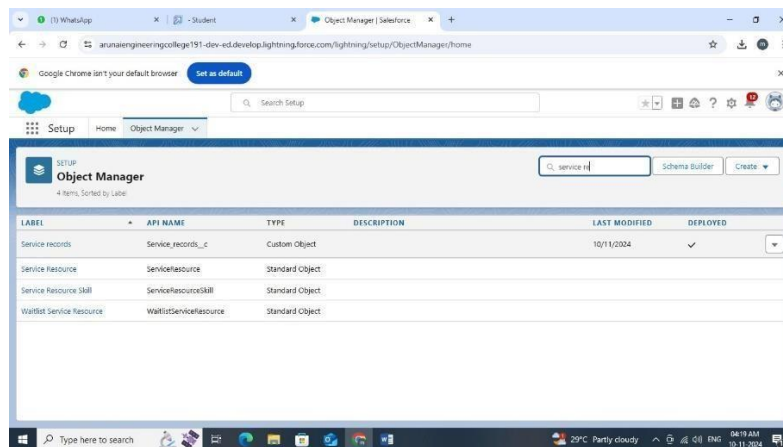 (1) WhatsApp
- Student
Object Manager | Salesforce
arunaiengineeringcollege191-dev-ed.develop.lightning.force.com/lightning/setup/ObjectManager/home
Google Chrome isn't your default browser Set as default
Search Setup
Setup Home Object Manager
SETUP
Object Manager
4 Items, Sorted by Label
service re
Schema Builder
Create
LABEL API NAME TYPE DESCRIPTION LAST MODIFIED DEPLOYED
Service records Service_records__c Custom Object 10/11/2024
Service Resource ServiceResource Standard Object
Service Resource Skill ServiceResourceSkill Standard Object
Waitlist Service Resource WaitlistServiceResource Standard Object
Type here to search
29°C Partly cloudy
ENG
04:19 AM
10-11-2024